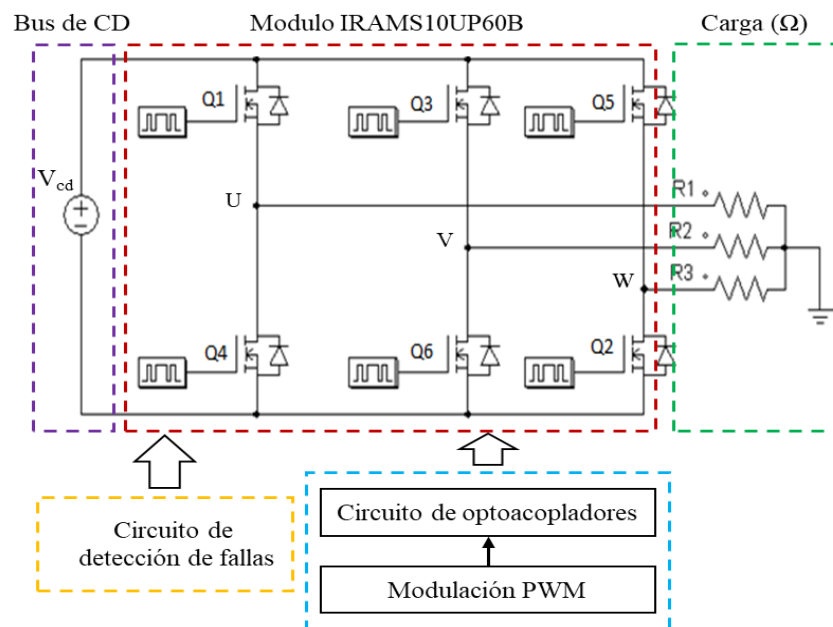 Bus de CD
Modulo IRAMS10UP60B
Carga (Ω)
Q1
Q3
Q5
Vcd
U
R1
V
R2
W
R3
Q4
Q6
Q2
Circuito de
detección de fallas
Circuito de optoacopladores
Modulación PWM